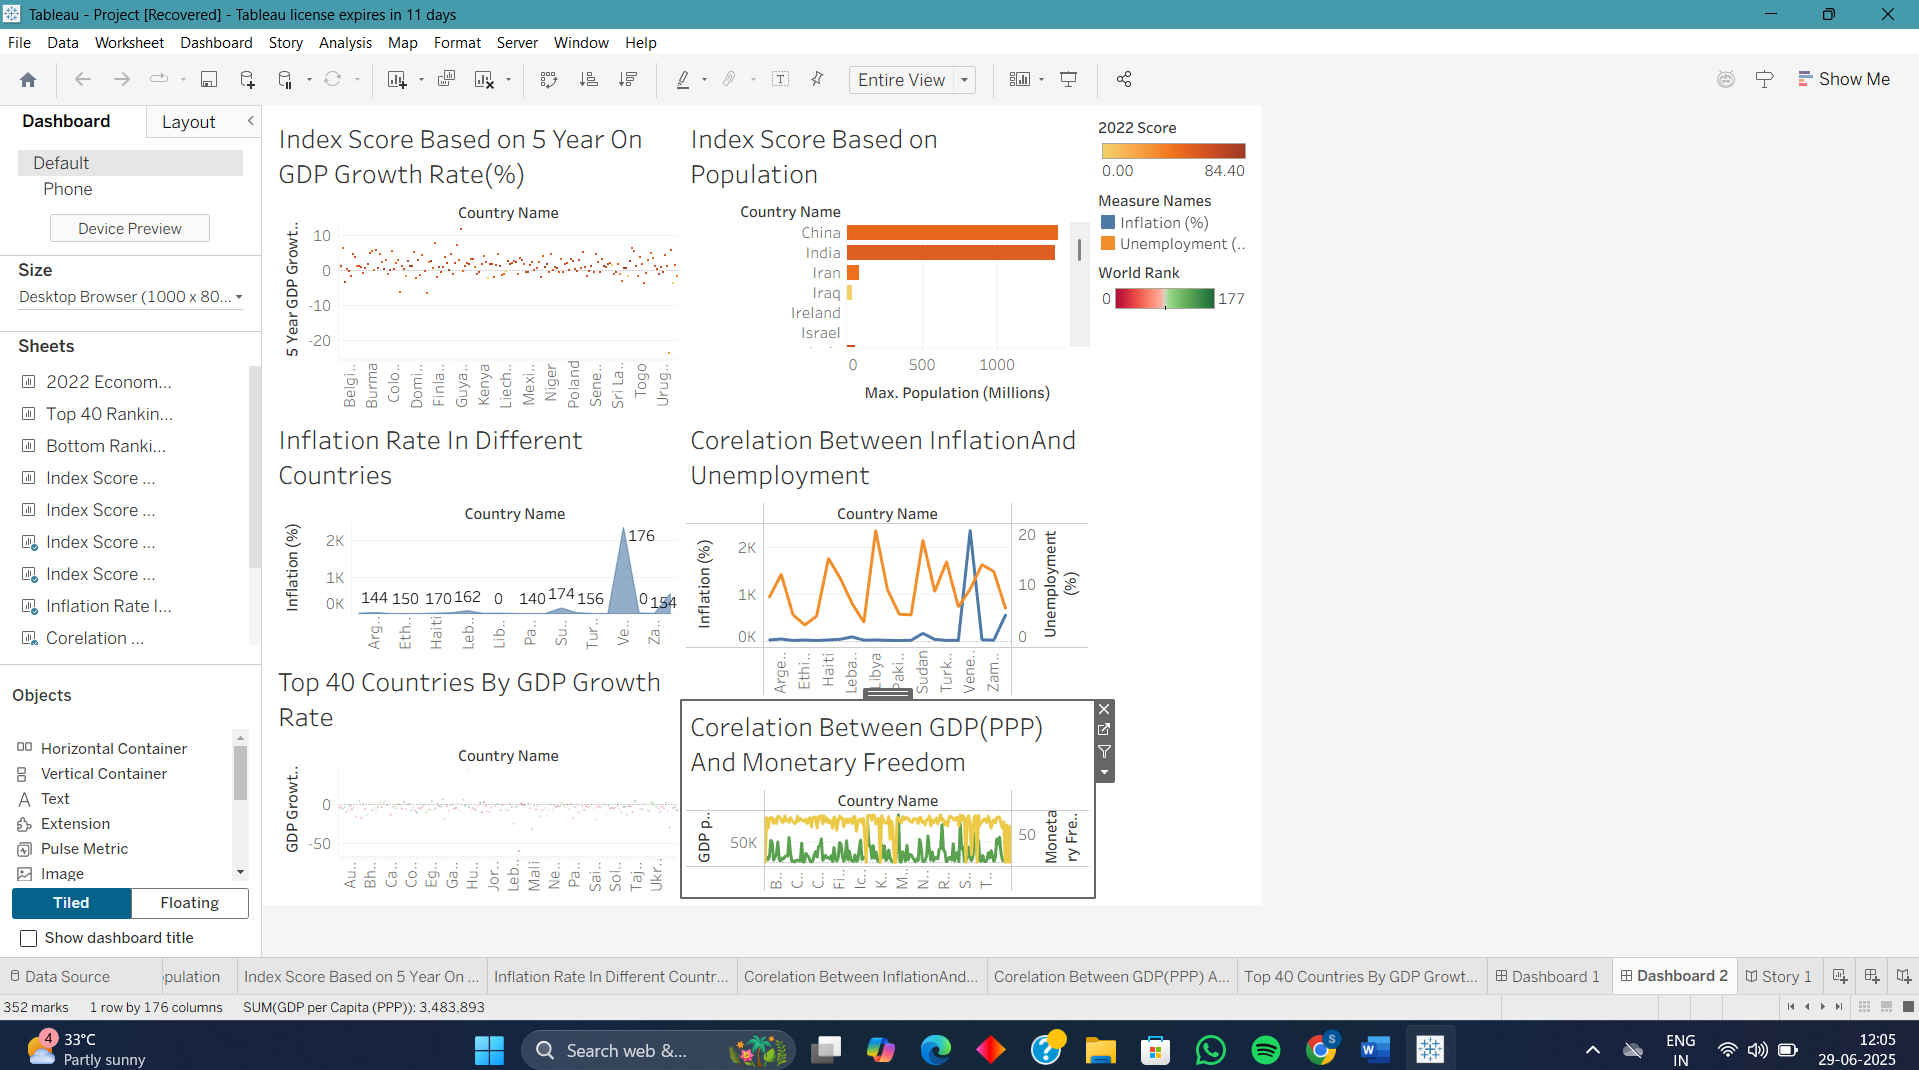 Tableau - Project [Recovered] - Tableau license expires in 11 days
File Data Worksheet Dashboard Story Analysis Map Format Server Window Help
Entire View
Show Me
Dashboard
Layout
Default
Phone
Device Preview
Size
Desktop Browser (1000 x 80...
Sheets
2022 Econom...
Top 40 Rankin...
Bottom Ranki...
Index Score ...
Index Score ...
Index Score ...
Index Score ...
Inflation Rate I...
Corelation ...
Objects
Horizontal Container
Vertical Container
Text
Extension
Pulse Metric
Image
Tiled
Floating
Show dashboard title
Index Score Based on 5 Year On
GDP Growth Rate(%)
Country Name
5 Year GDP Growt..
10
0
-10
-20
Belgi..
Burma
Colo..
Domi..
Finla..
Guya..
Kenya
Liech..
Mexi..
Niger
Poland
Sene..
Sri La..
Togo
Urug..
Index Score Based on
Population
Country Name
China
India
Iran
Iraq
Ireland
Israel
0 500 1000
Max. Population (Millions)
2022 Score
0.00 84.40
Measure Names
Inflation (%)
Unemployment (..
World Rank
0 177
Inflation Rate In Different
Countries
Country Name
Inflation (%)
2K
1K
0K
144 150 170 162 0 140 174 156 176 0 154
Arg..
Eth..
Haiti
Leb..
Lib..
Pa..
Su..
Tur..
Ve..
Za..
Corelation Between InflationAnd
Unemployment
Country Name
Inflation (%)
2K
1K
0K
20
10
0
Unemployment
(%)
Arge..
Ethi..
Haiti
Leba..
Libya
Paki..
Sudan
Turk..
Vene..
Zam..
Top 40 Countries By GDP Growth
Rate
Country Name
GDP Growt..
0
-50
Au..
Bh..
Ca..
Co..
Eg..
Ga..
Hu..
Jor..
Leb..
Mali
Ne..
Pa..
Sai..
Sol..
Taj..
Ukr..
Corelation Between GDP(PPP)
And Monetary Freedom
Country Name
GDP p..
50K
50
Moneta
ry Fre..
B..
C..
C..
Fi..
Ic..
K..
M..
N..
R..
S..
T..
Data Source
pulation
Index Score Based on 5 Year On ...
Inflation Rate In Different Countr...
Corelation Between InflationAnd...
Corelation Between GDP(PPP) A...
Top 40 Countries By GDP Growt...
Dashboard 1
Dashboard 2
Story 1
352 marks 1 row by 176 columns SUM(GDP per Capita (PPP)): 3,483,893
4
33°C
Partly sunny
Search web &...
S
ENG
IN
12:05
29-06-2025